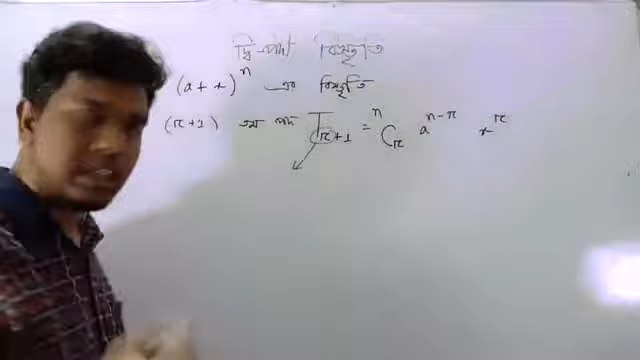 দ্বিপদী বিস্তৃতি
(a+x)^n এর বিস্তৃতি
(r+1) তম পদ T_{r+1} = ^nC_r a^{n-r} x^r